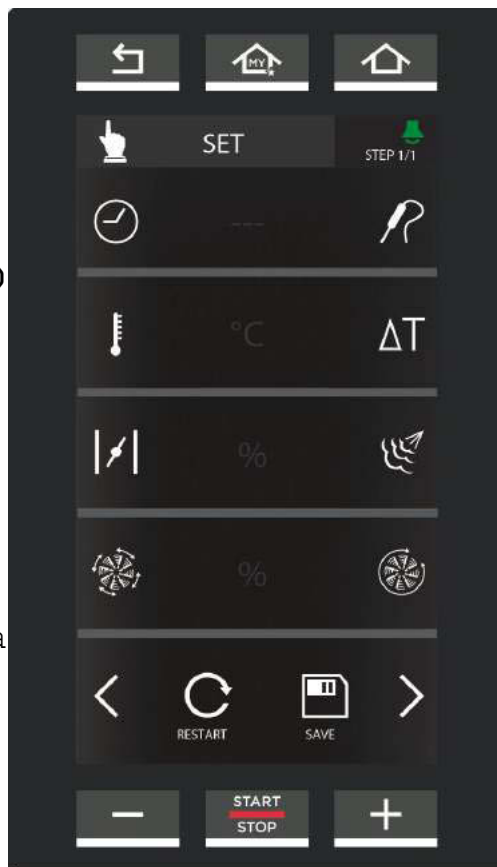 MY
SET
STEP 1/1
---
°C
ΔT
%
%
RESTART SAVE
START
STOP